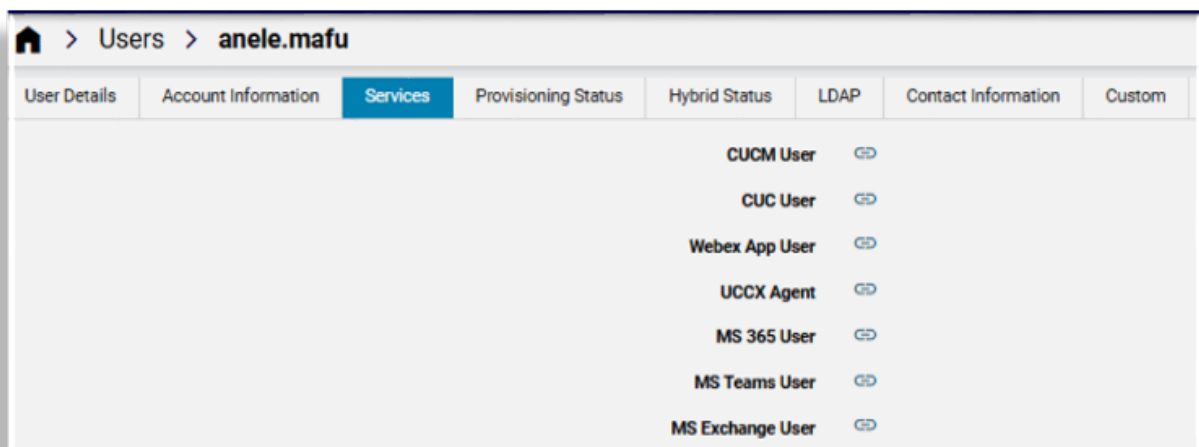 > Users > anele.mafu
User Details Account Information Services Provisioning Status Hybrid Status LDAP Contact Information Custom
CUCM User
CUC User
Webex App User
UCCX Agent
MS 365 User
MS Teams User
MS Exchange User